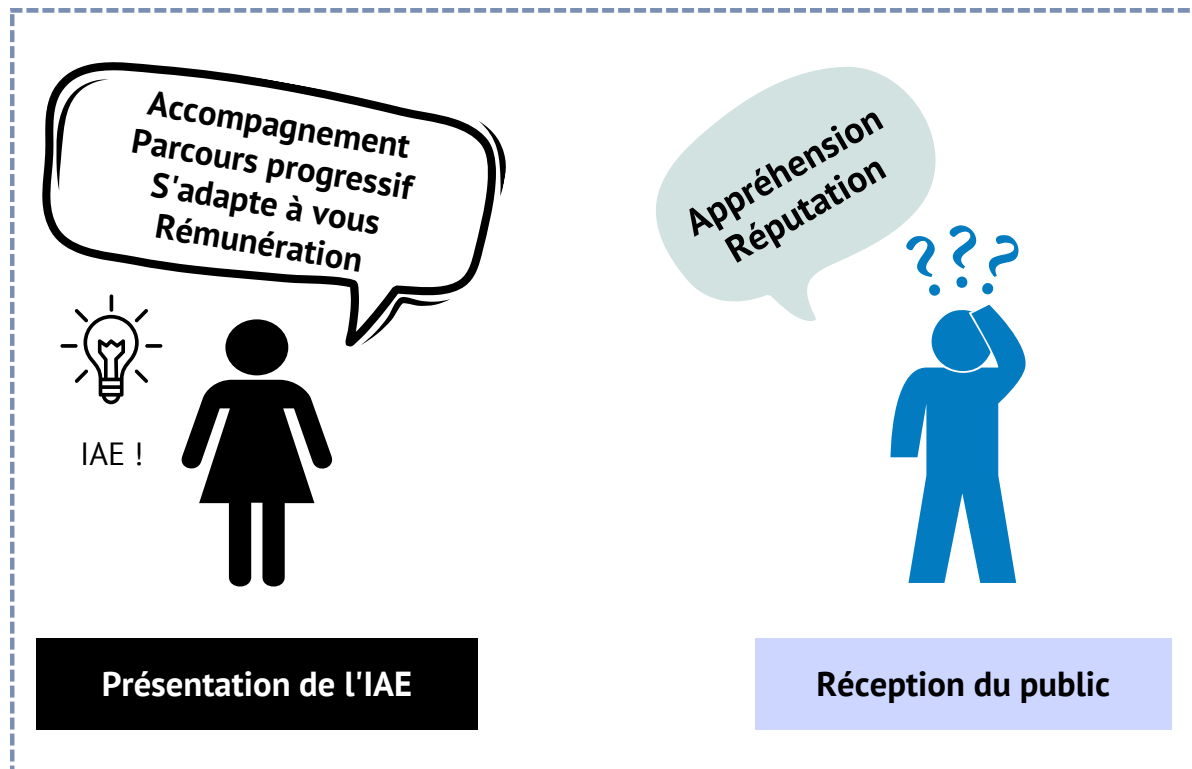 Accompagnement
Parcours progressif
S'adapte à vous
Rémunération
IAE !
Présentation de l'IAE
Appréhension
Réputation
???
Réception du public